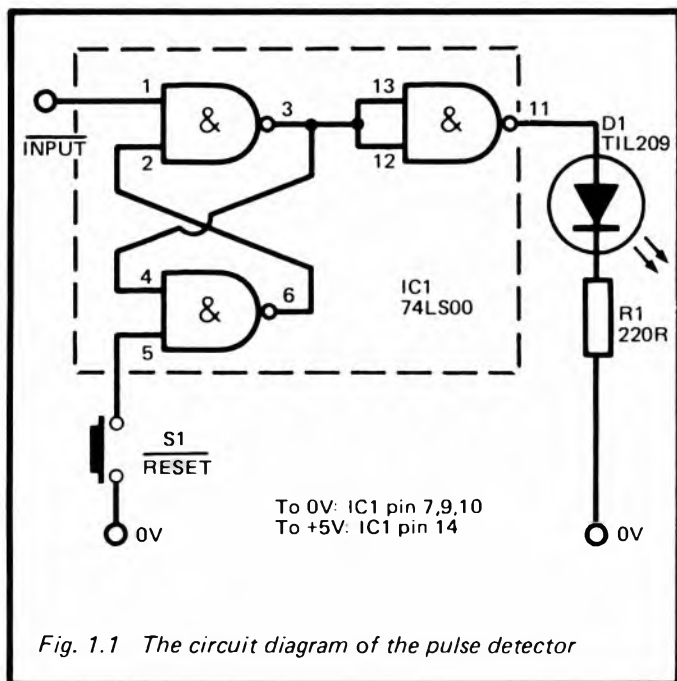 1
&
3
INPUT
2
13
&
11
12
D1
TIL209
4
&
6
5
IC1
74LS00
R1
220R
S1
RESET
To 0V: IC1 pin 7,9,10
To +5V: IC1 pin 14
0V
0V
Fig. 1.1 The circuit diagram of the pulse detector